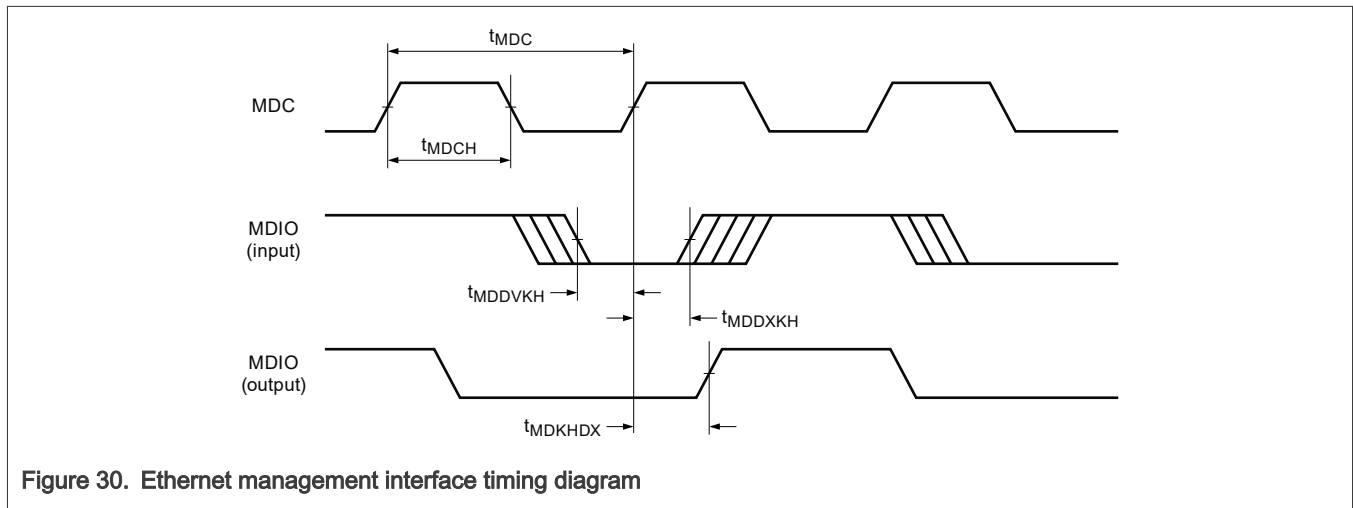 tMDC
MDC
tMDCH
MDIO
(input)
tMDDVKH
tMDDXKH
MDIO
(output)
tMDKHDX
Figure 30. Ethernet management interface timing diagram